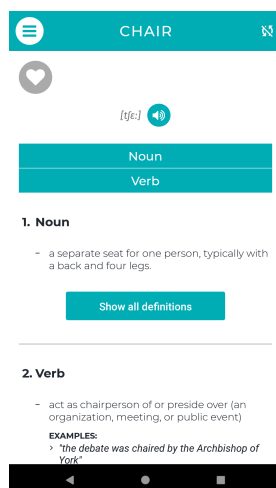 CHAIR
[tʃɛː]
Noun
Verb
1. Noun
– a separate seat for one person, typically with
a back and four legs.
Show all definitions
2. Verb
– act as chairperson of or preside over (an
organization, meeting, or public event)
EXAMPLES:
> "the debate was chaired by the Archbishop of
York"